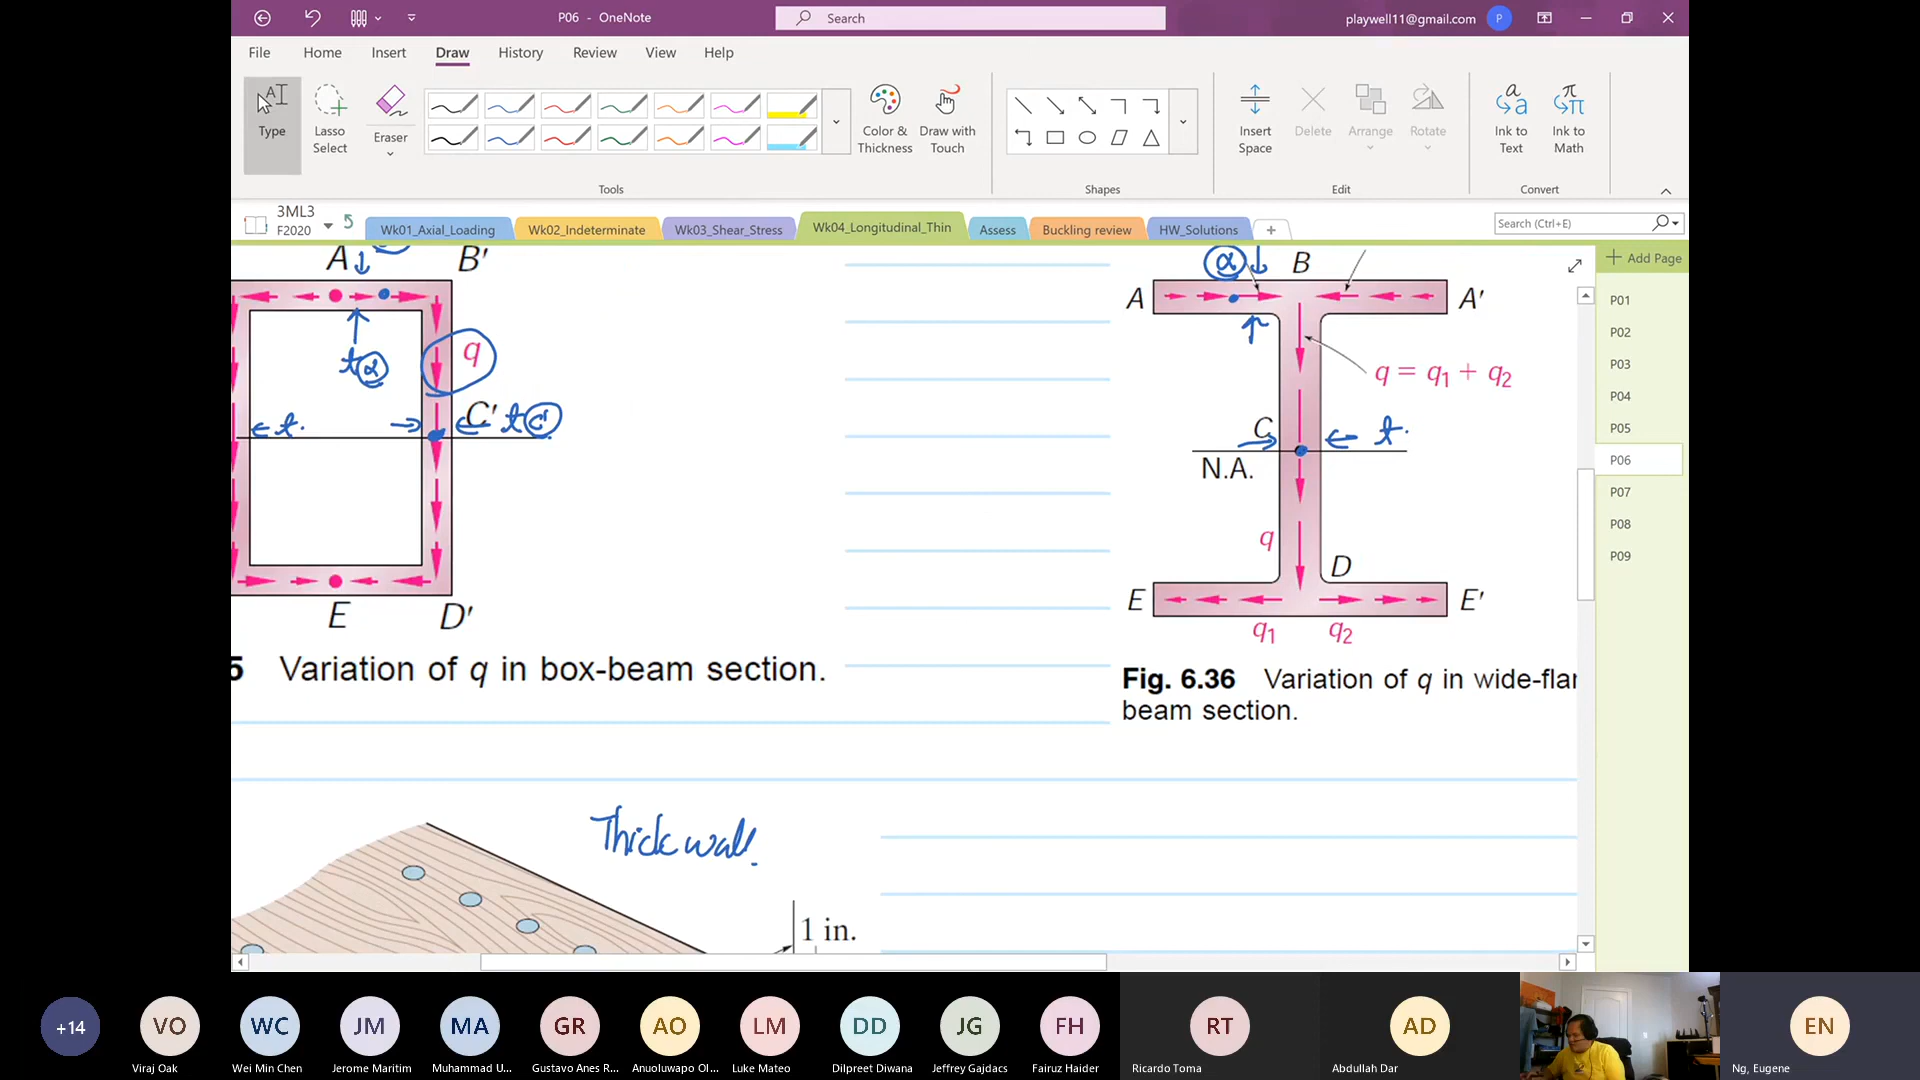 P06 - OneNote
Search
playwell11@gmail.com
P
File
Home
Insert
Draw
History
Review
View
Help
Type
Lasso Select
Eraser
Color & Thickness
Draw with Touch
Insert Space
Delete
Arrange
Rotate
Ink to Text
Ink to Math
Tools
Shapes
Edit
Convert
3ML3 F2020
Wk01_Axial_Loading
Wk02_Indeterminate
Wk03_Shear_Stress
Wk04_Longitudinal_Thin
Assess
Buckling review
HW_Solutions
Search (Ctrl+E)
Add Page
P01
P02
P03
P04
P05
P06
P07
P08
P09
A
B'
q
tα
C'
t c'
t.
E
D'
5 Variation of q in box-beam section.
α
B
A
A'
q = q1 + q2
C
t.
N.A.
q
D
E
E'
q1
q2
Fig. 6.36 Variation of q in wide-flan
beam section.
Thick wall.
1 in.
+14
VO
WC
JM
MA
GR
AO
LM
DD
JG
FH
RT
AD
EN
Viraj Oak
Wei Min Chen
Jerome Maritim
Muhammad U...
Gustavo Anes R...
Anuoluwapo Ol...
Luke Mateo
Dilpreet Diwana
Jeffrey Gajdacs
Fairuz Haider
Ricardo Toma
Abdullah Dar
Ng, Eugene